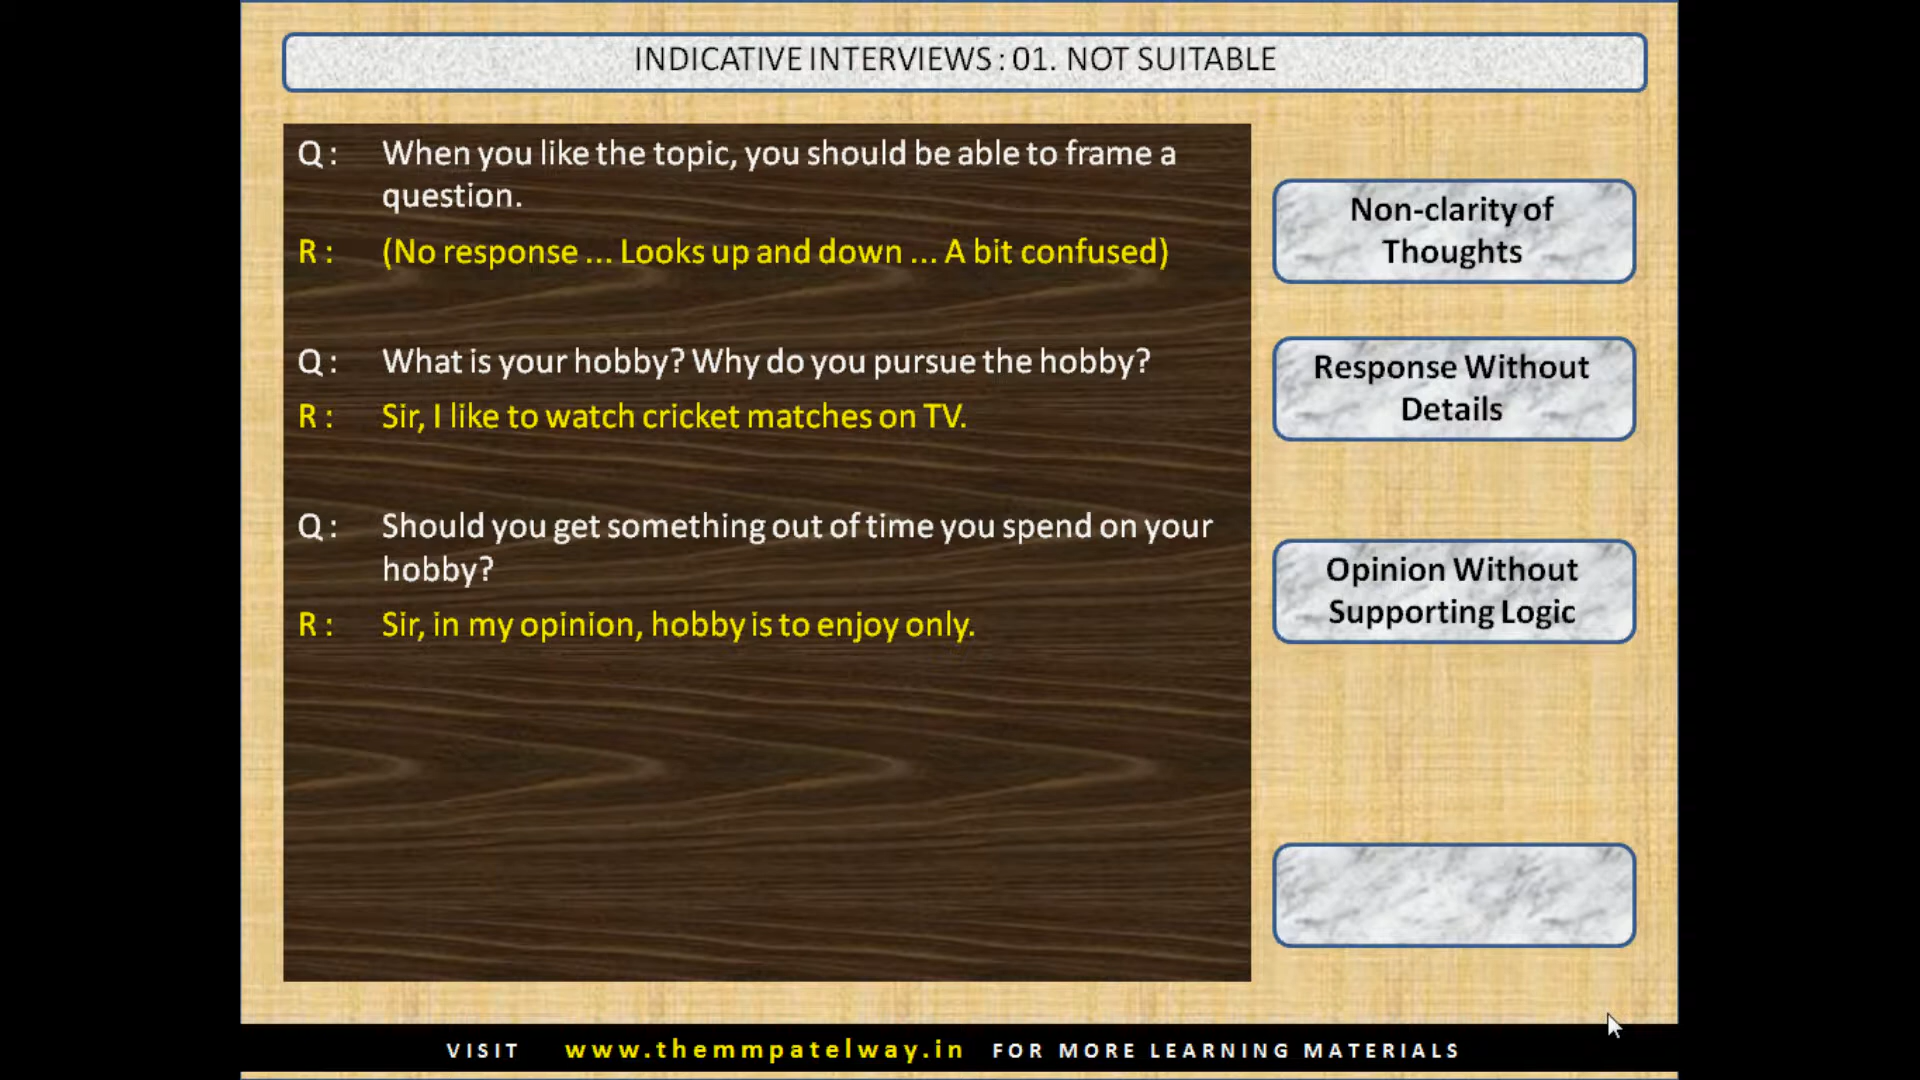 INDICATIVE INTERVIEWS : 01. NOT SUITABLE
Q : When you like the topic, you should be able to frame a
question.
R : (No response ... Looks up and down ... A bit confused)
Non-clarity of
Thoughts
Q : What is your hobby? Why do you pursue the hobby?
R : Sir, I like to watch cricket matches on TV.
Response Without
Details
Q : Should you get something out of time you spend on your
hobby?
R : Sir, in my opinion, hobby is to enjoy only.
Opinion Without
Supporting Logic
VISIT www.themmpatelway.in FOR MORE LEARNING MATERIALS